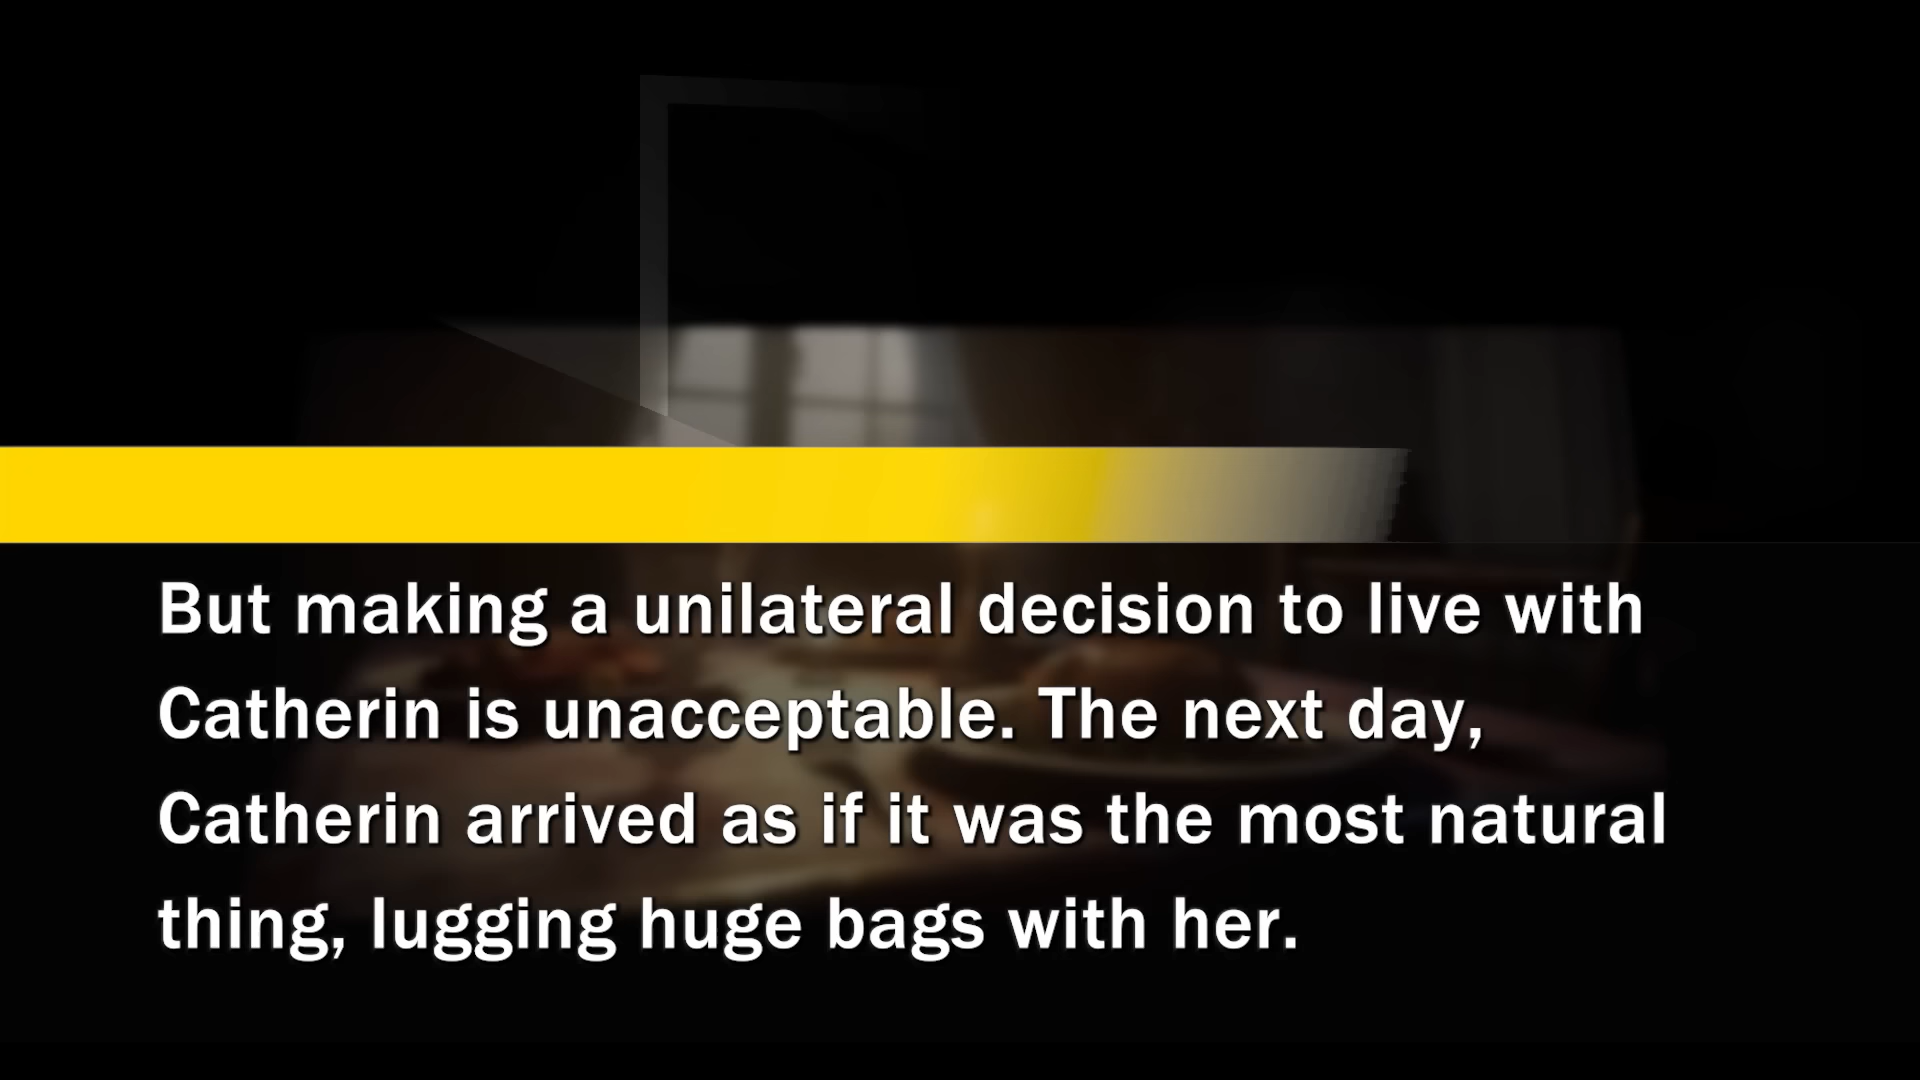 But making a unilateral decision to live with
Catherin is unacceptable. The next day,
Catherin arrived as if it was the most natural
thing, lugging huge bags with her.